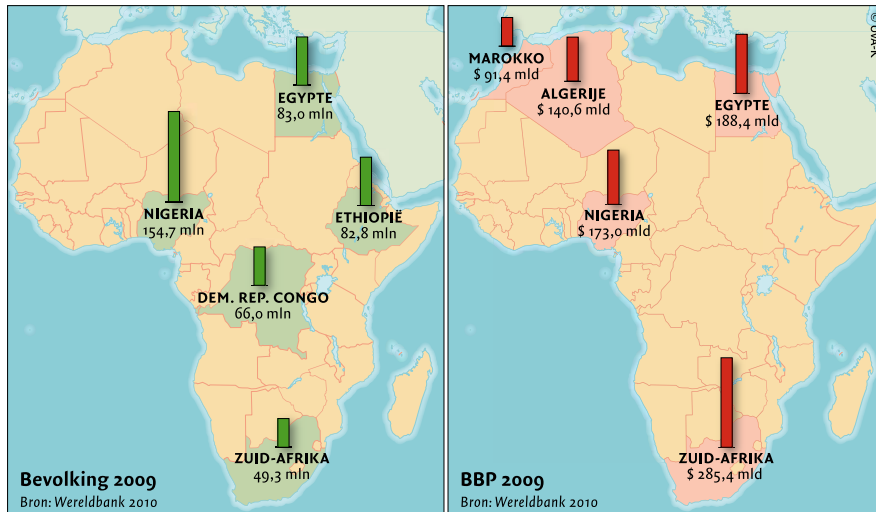 EGYPTE
83,0 mln
NIGERIA
154,7 mln
ETHIOPIË
82,8 mln
DEM. REP. CONGO
66,0 mln
ZUID-AFRIKA
49,3 mln
Bevolking 2009
Bron: Wereldbank 2010
MAROKKO
$ 91,4 mld
ALGERIJE
$ 140,6 mld
EGYPTE
$ 188,4 mld
NIGERIA
$ 173,0 mld
ZUID-AFRIKA
$ 285,4 mld
BBP 2009
Bron: Wereldbank 2010